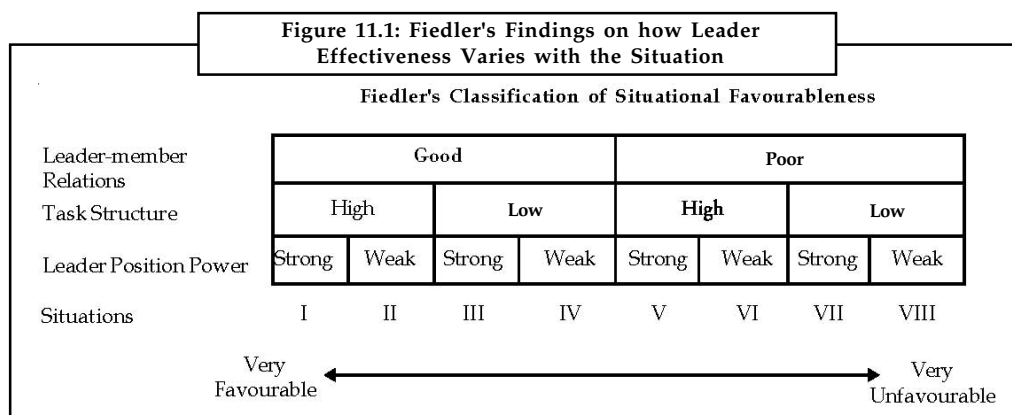 Figure 11.1: Fiedler's Findings on how Leader
Effectiveness Varies with the Situation
Fiedler's Classification of Situational Favourableness
Leader-member
Relations
Good
Poor
Task Structure
High
Low
High
Low
Leader Position Power
Strong
Weak
Strong
Weak
Strong
Weak
Strong
Weak
Situations
I
II
III
IV
V
VI
VII
VIII
Very
Favourable
Very
Unfavourable